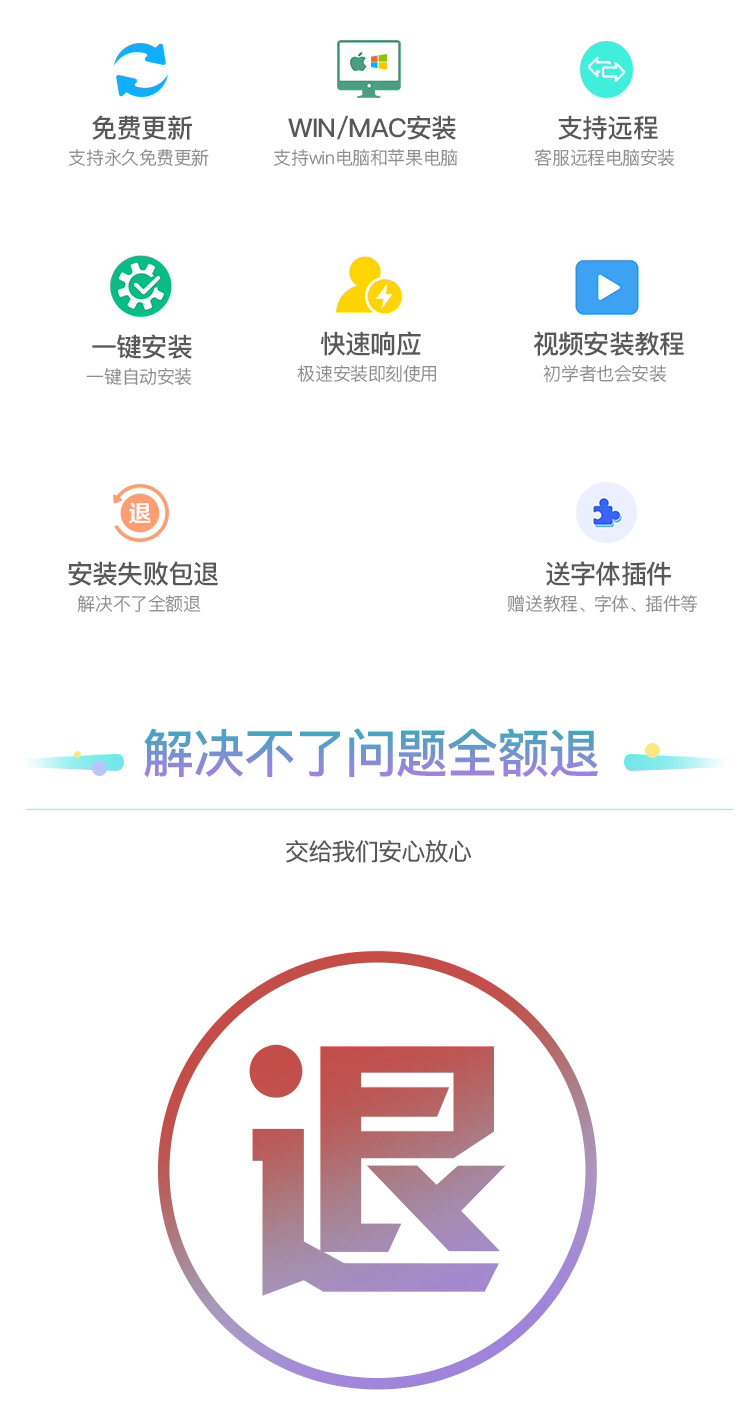 免费更新
支持永久免费更新
WIN/MAC安装
支持win电脑和苹果电脑
支持远程
客服远程电脑安装
一键安装
一键自动安装
快速响应
极速安装即刻使用
视频安装教程
初学者也会安装
退
安装失败包退
解决不了全额退
送字体插件
赠送教程、字体、插件等
解决不了问题全额退
交给我们安心放心
退